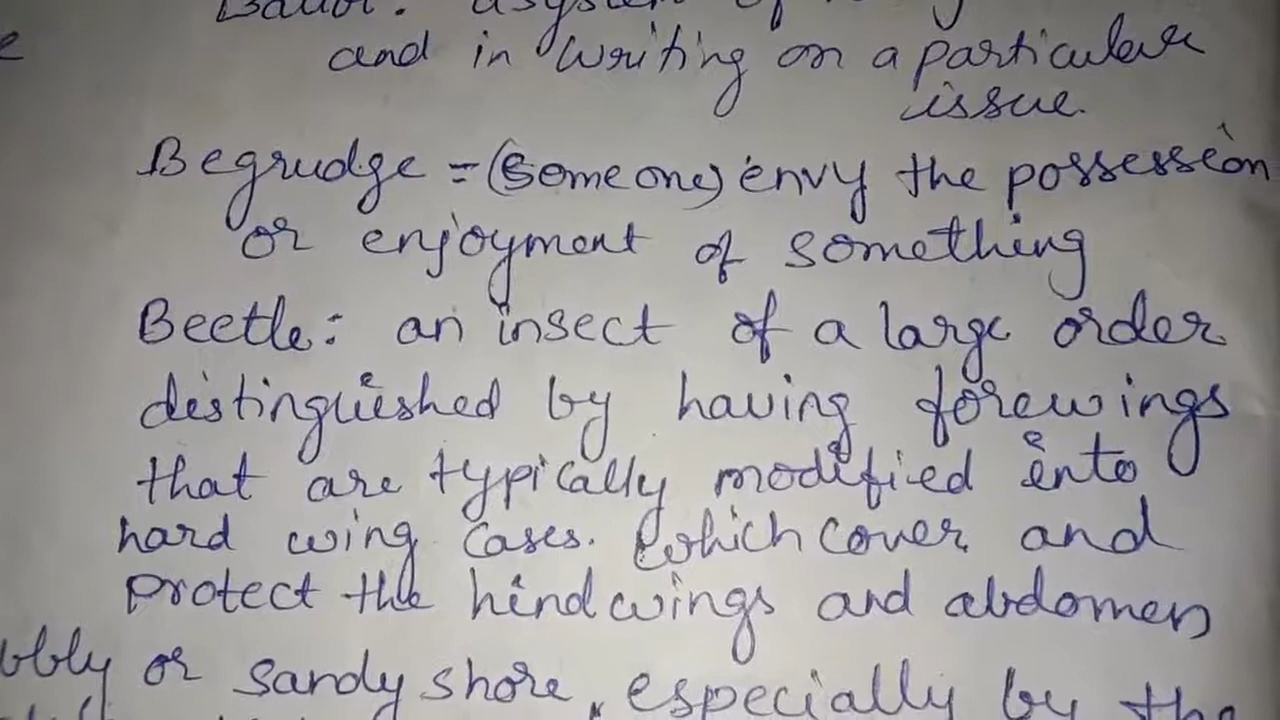 and in writing on a particular
issue.
Begrudge = (someone) envy the possession
or enjoyment of something
Beetle: an insect of a large order
distinguished by having forewings
that are typically modified into
hard wing cases. which cover and
protect the hindwings and abdomen
or sandy shore, especially by the